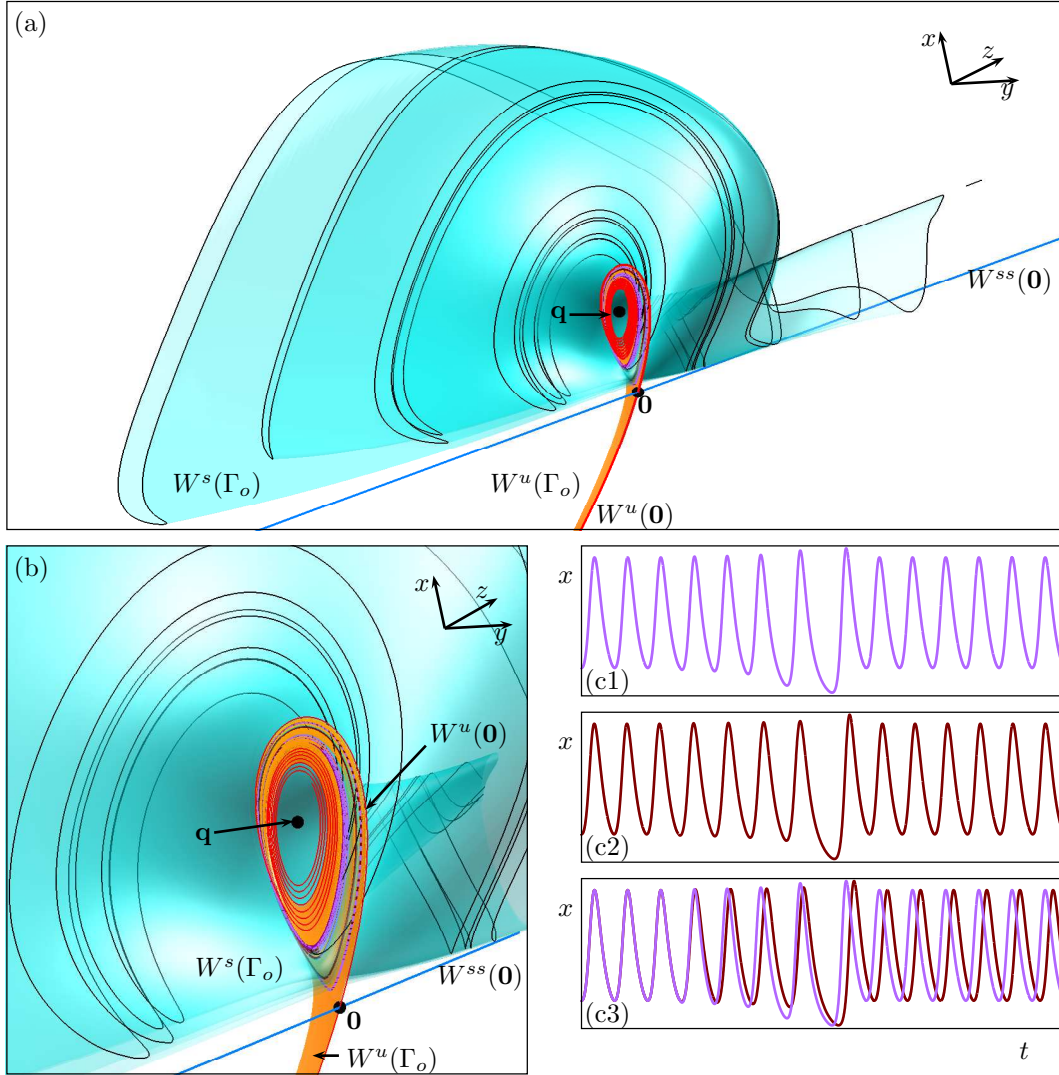 (a)
x
z
y
W^{ss}(0)
q
0
W^s(Γ_o)
W^u(Γ_o)
W^u(0)
(b)
x
z
y
W^u(0)
q
W^s(Γ_o)
W^{ss}(0)
0
W^u(Γ_o)
x
(c1)
x
(c2)
x
(c3)
t